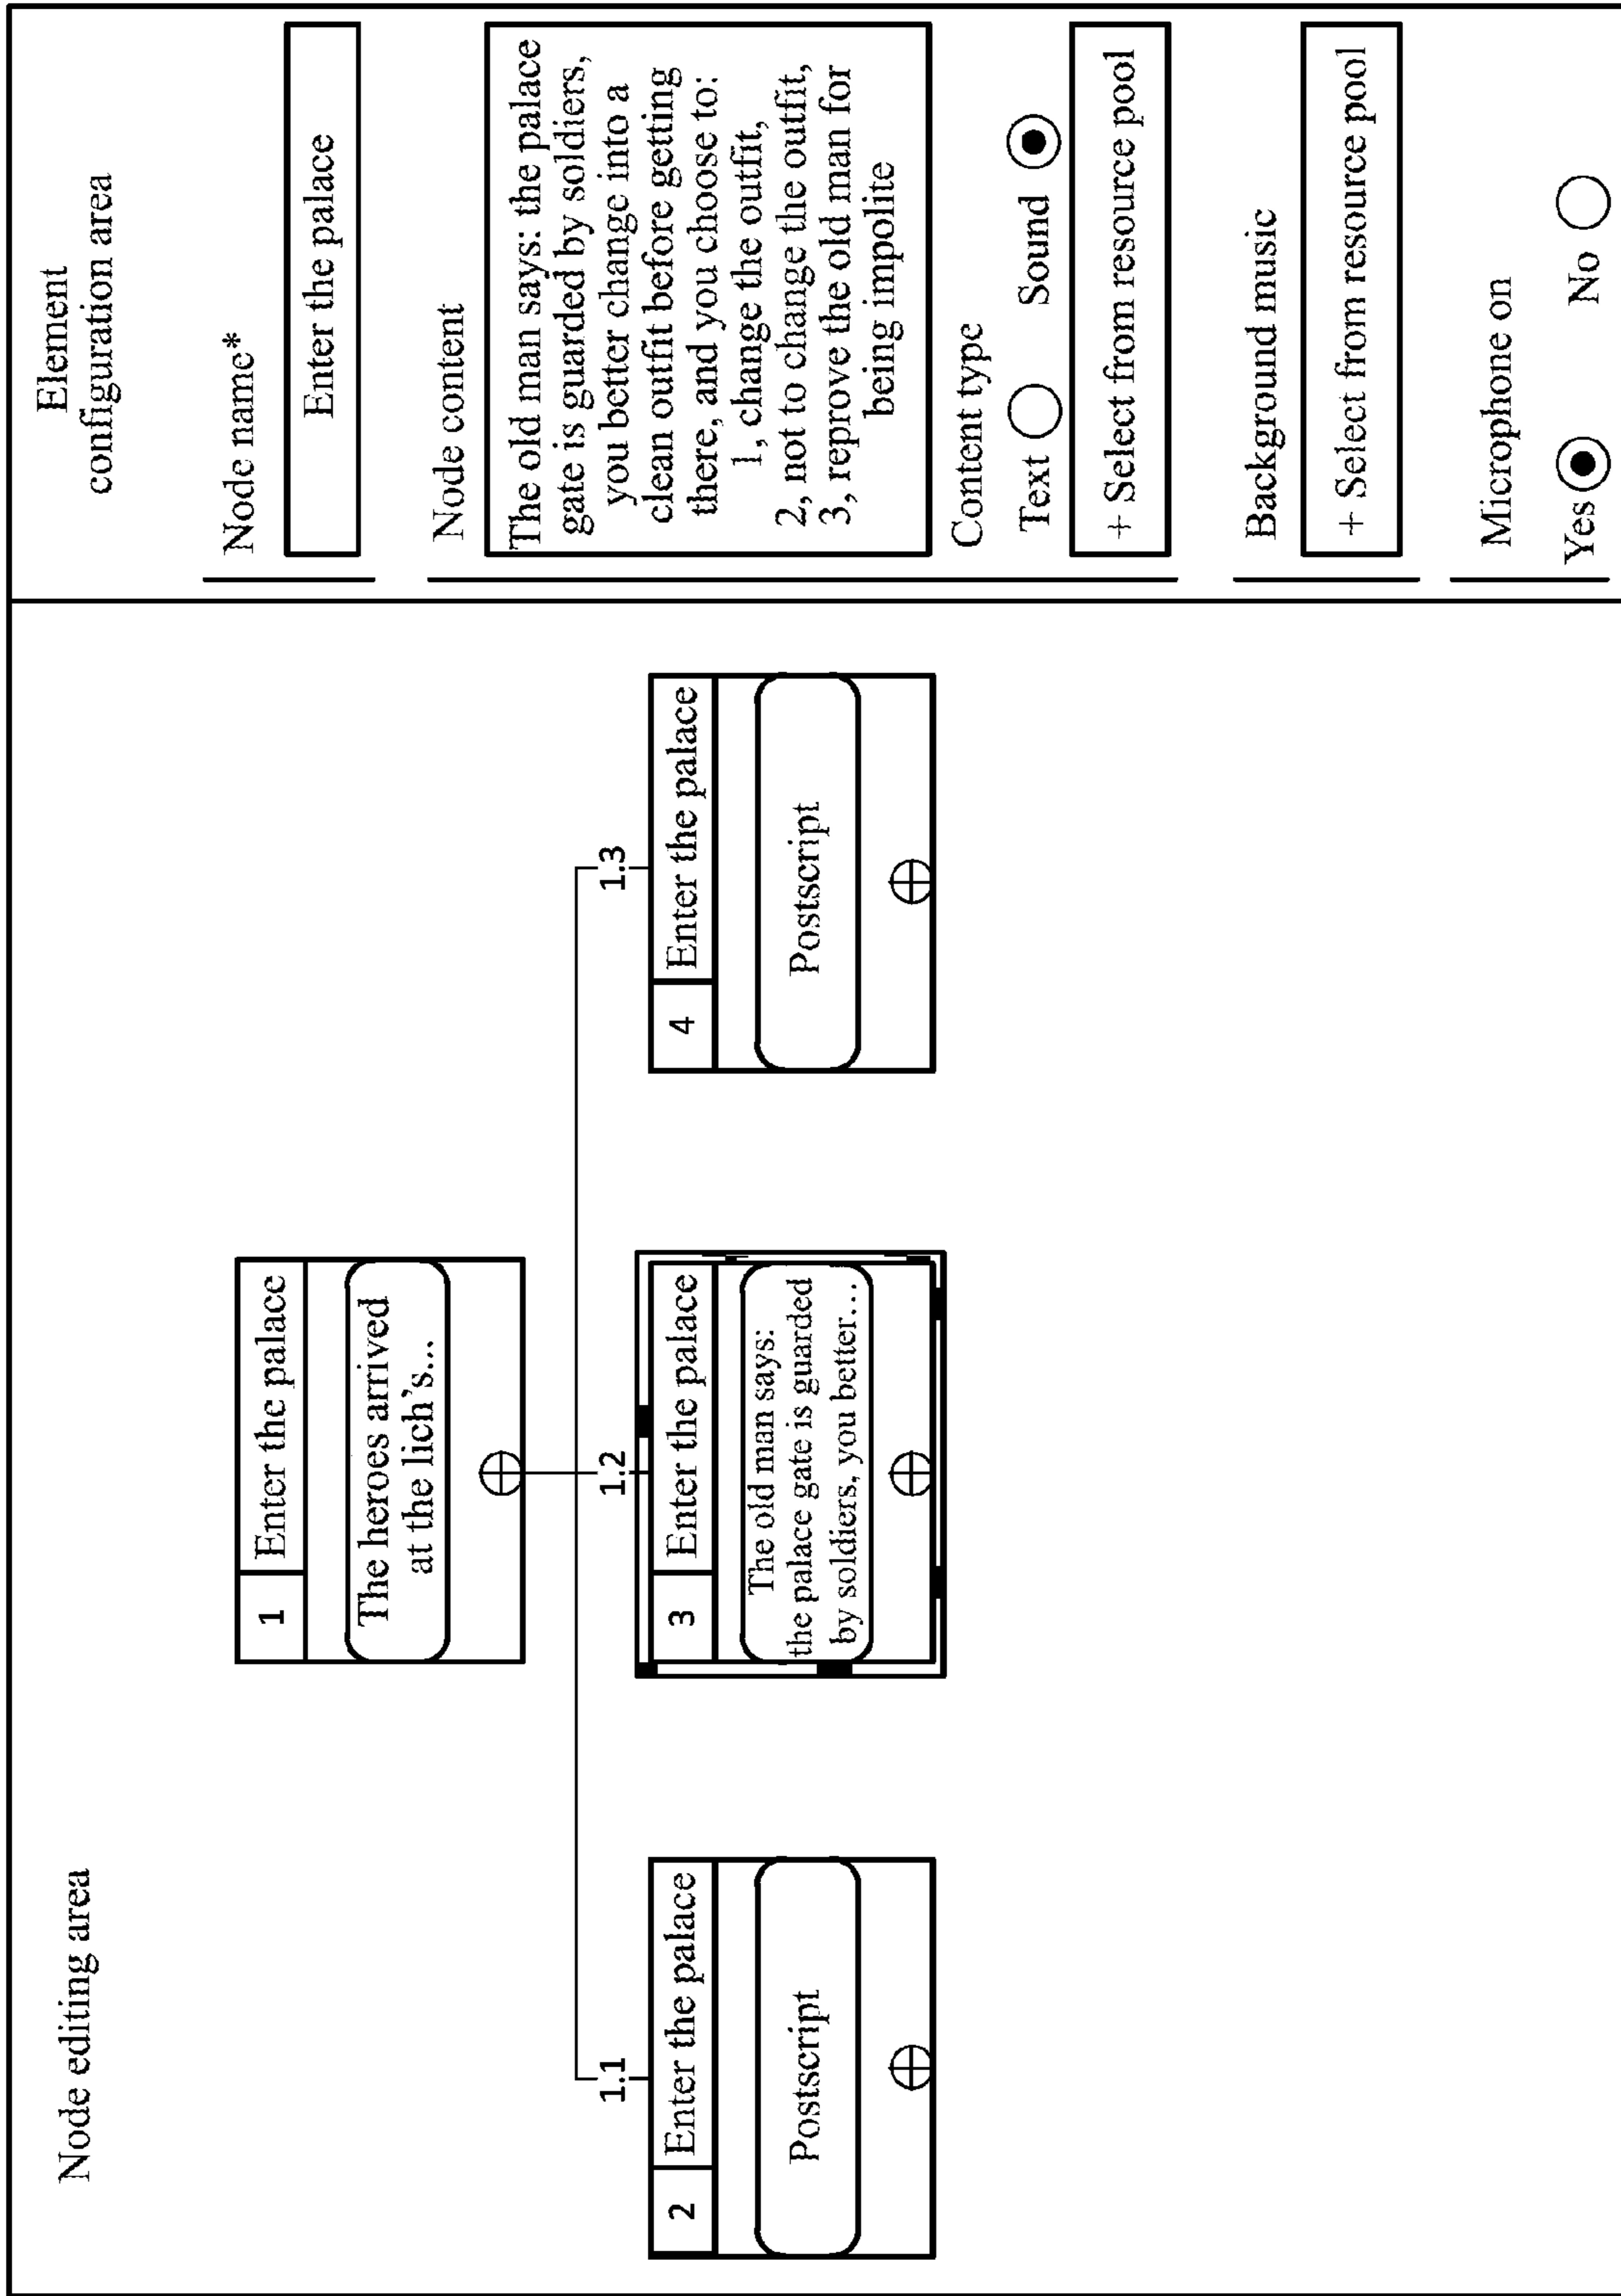 Node editing area
1
Enter the palace
The heroes arrived
at the lich's...
1.1
1.2
1.3
2
Enter the palace
Postscript
3
Enter the palace
The old man says:
the palace gate is guarded
by soldiers, you better...
4
Enter the palace
Postscript
Element
configuration area
Node name*
Enter the palace
Node content
The old man says: the palace
gate is guarded by soldiers,
you better change into a
clean outfit before getting
there, and you choose to:
1, change the outfit,
2, not to change the outfit,
3, reprove the old man for
being impolite
Content type
Text Sound
+ Select from resource pool
Background music
+ Select from resource pool
Microphone on
Yes No